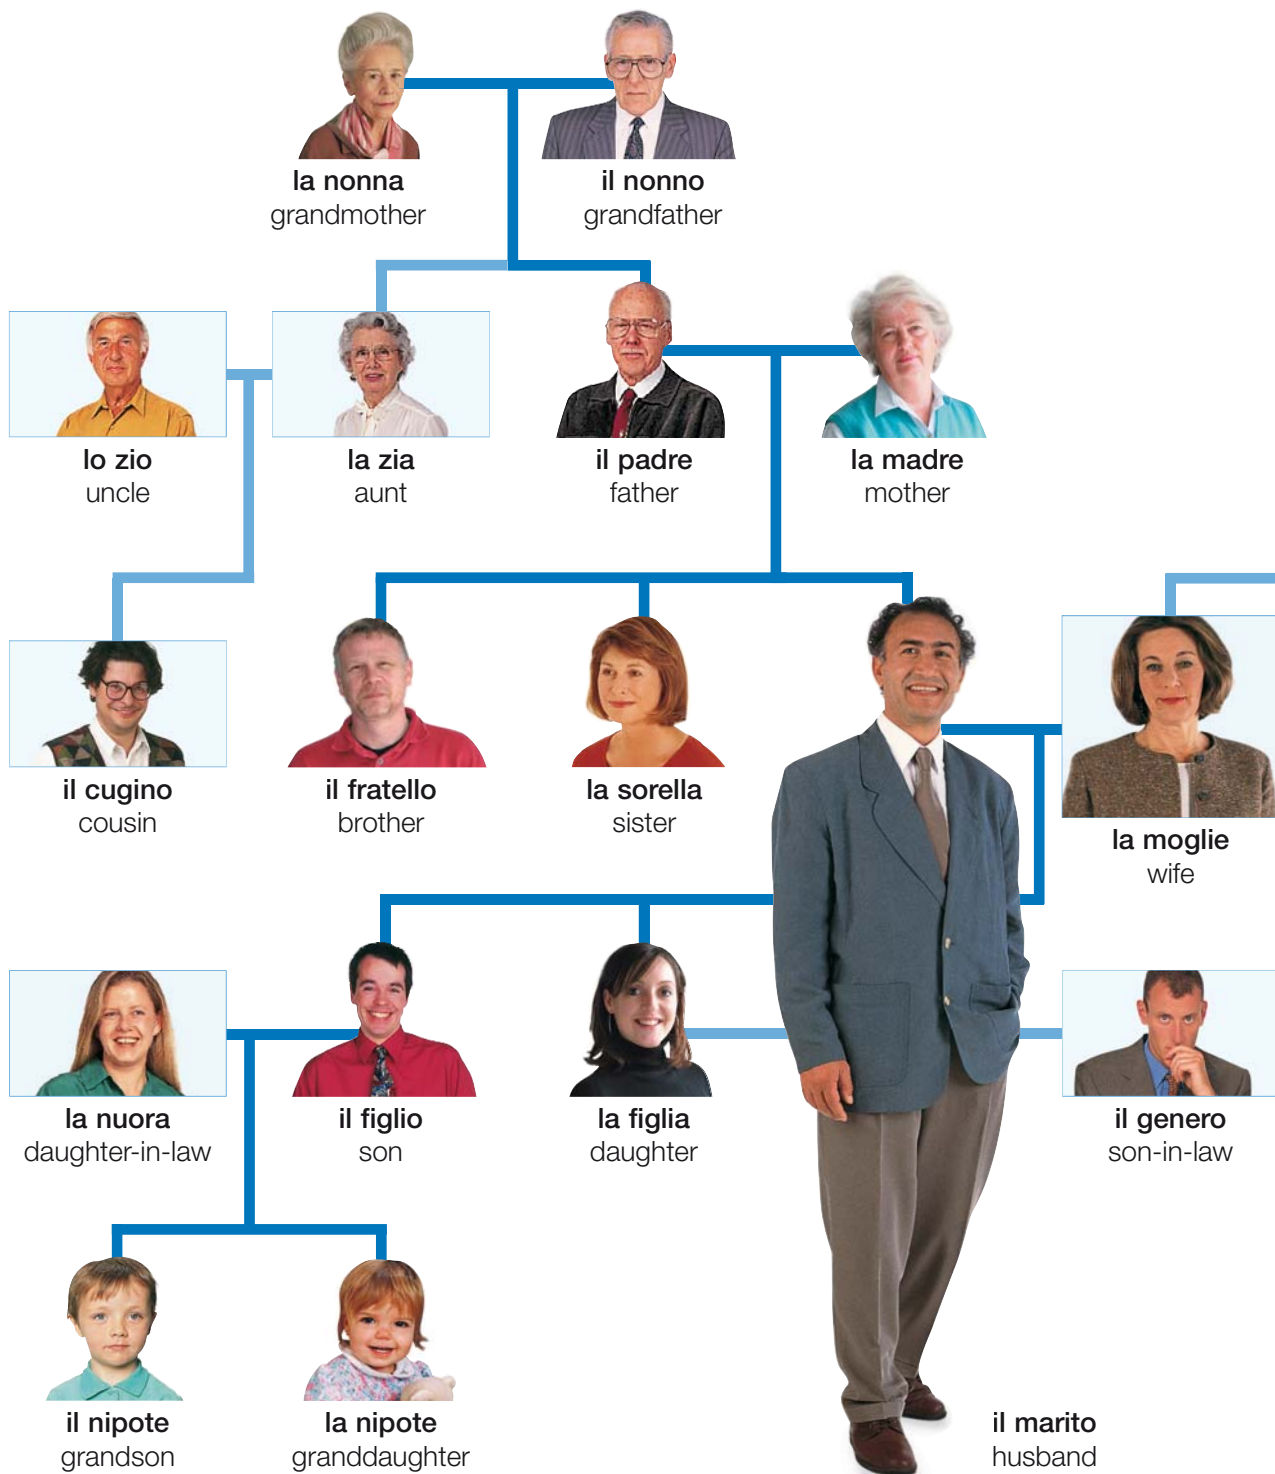 la nonna
grandmother
il nonno
grandfather
lo zio
uncle
la zia
aunt
il padre
father
la madre
mother
il cugino
cousin
il fratello
brother
la sorella
sister
la moglie
wife
la nuora
daughter-in-law
il figlio
son
la figlia
daughter
il genero
son-in-law
il nipote
grandson
la nipote
granddaughter
il marito
husband